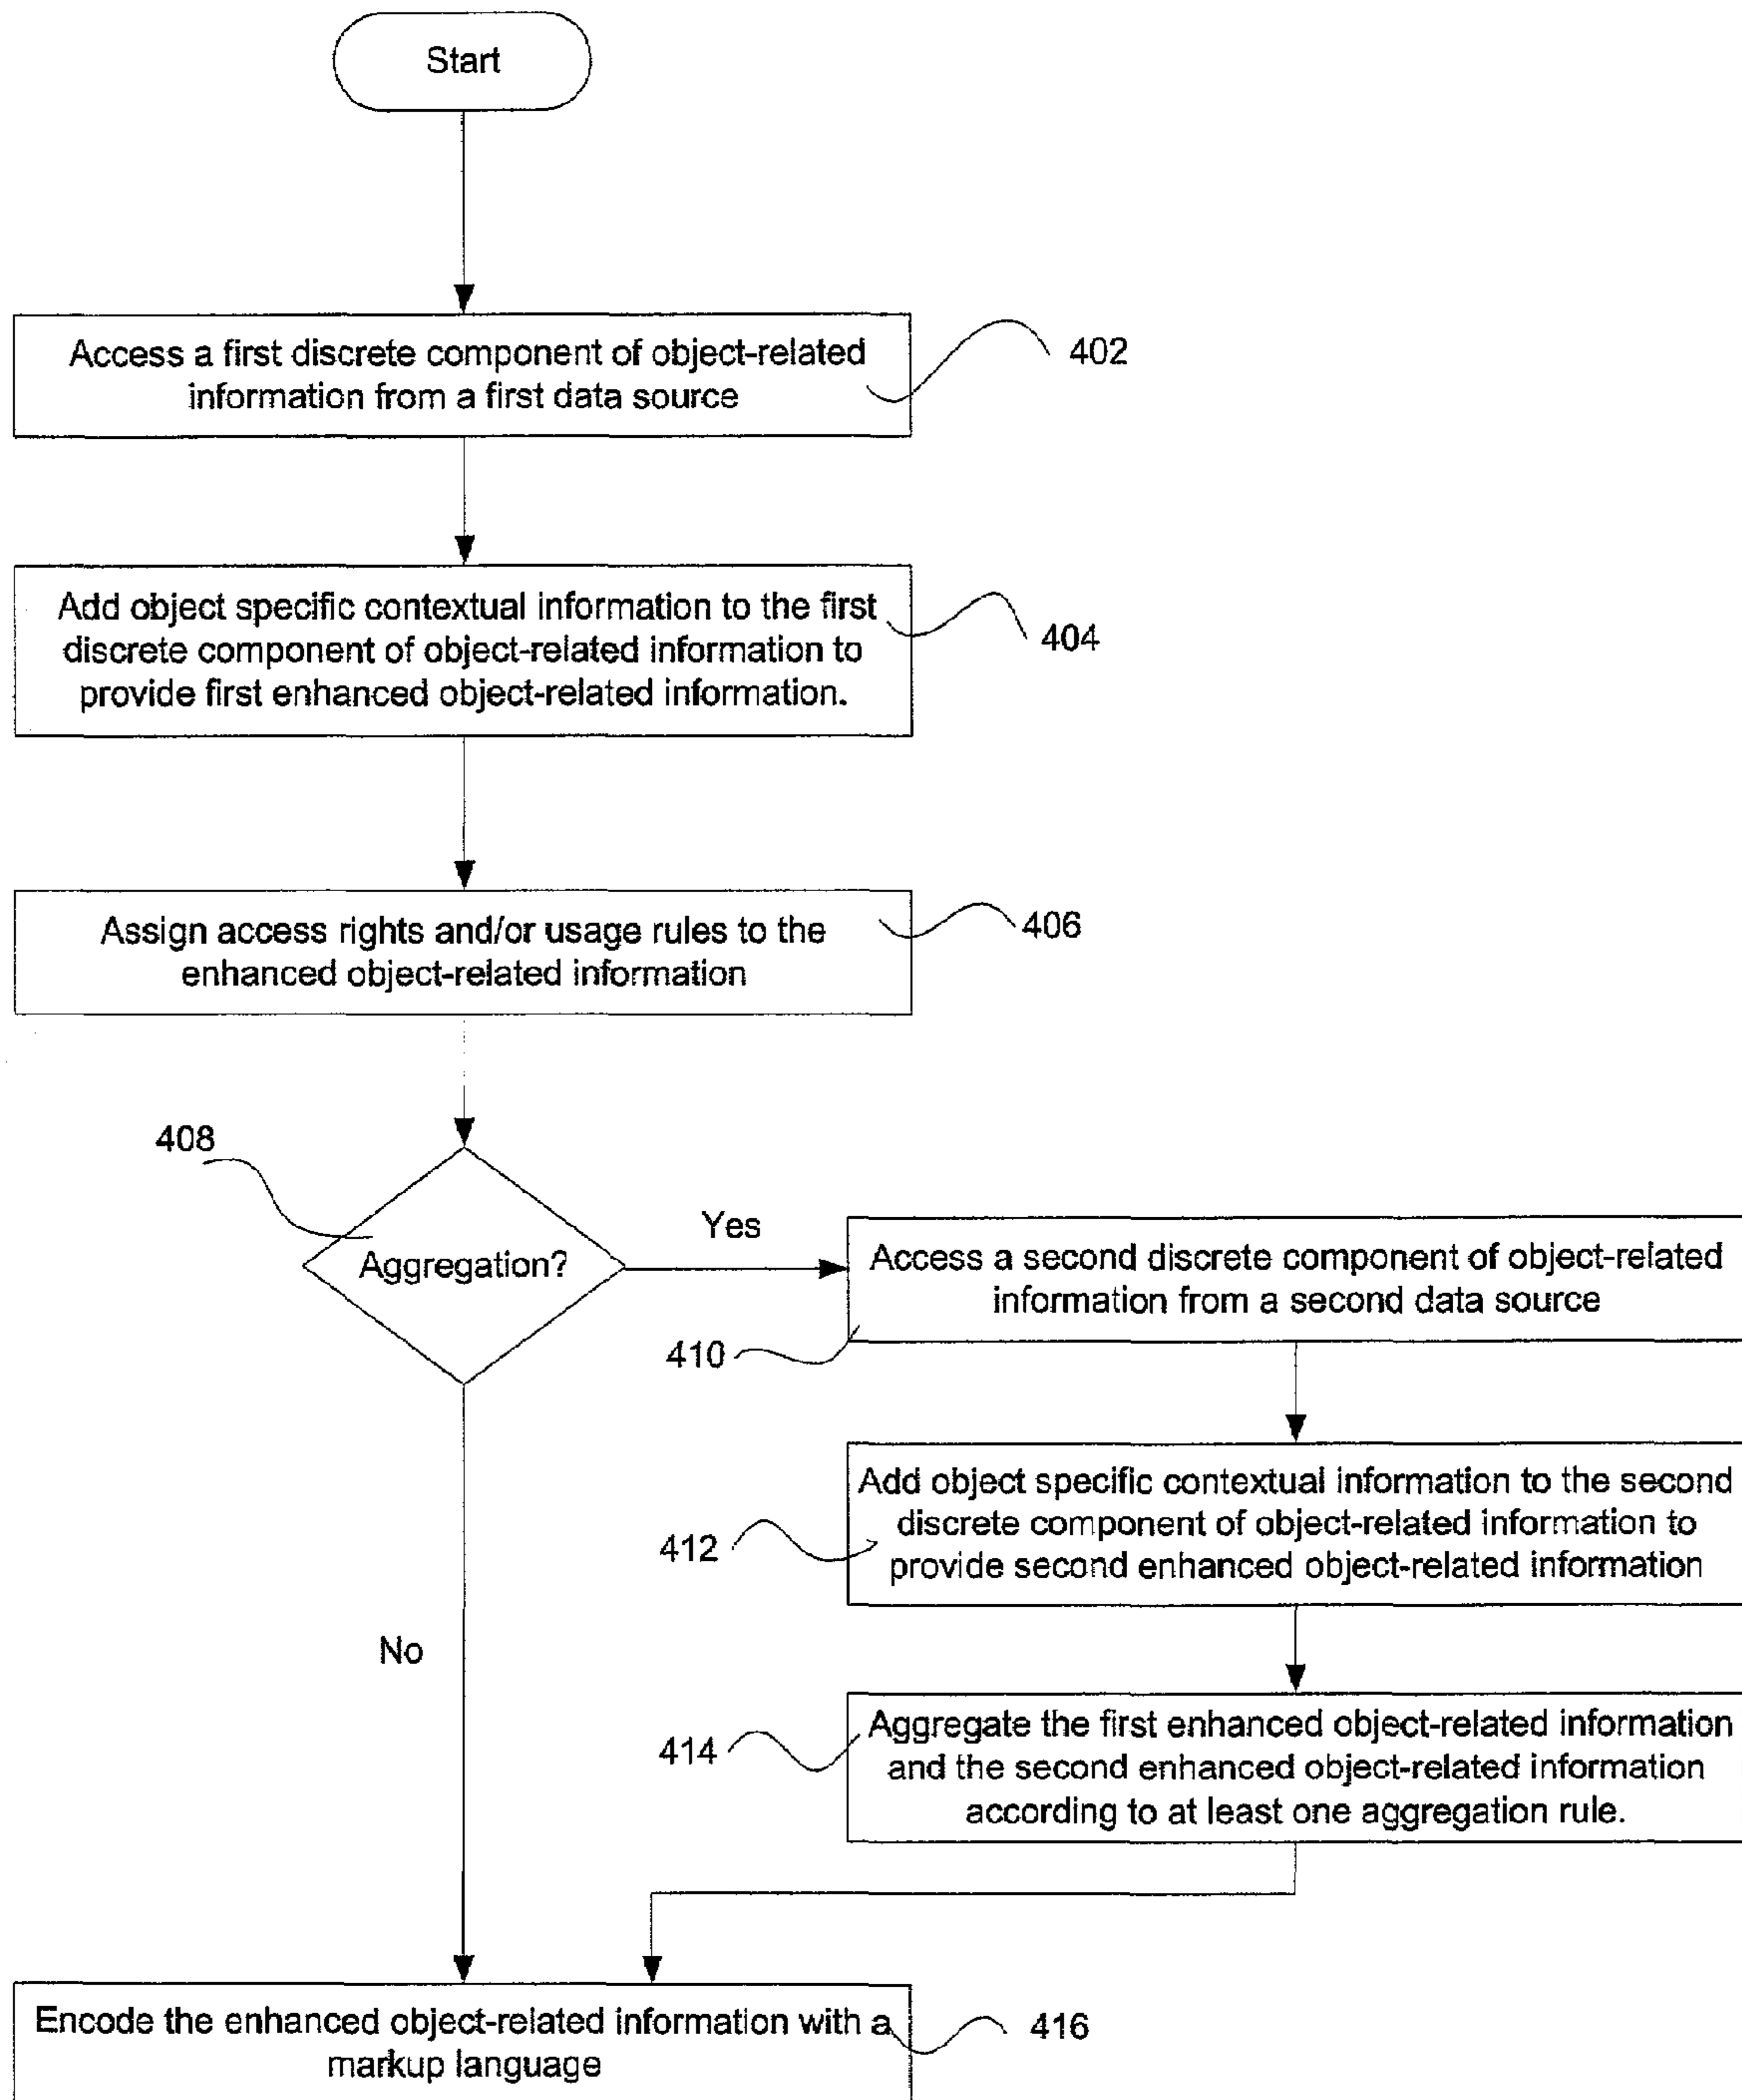 Start
Access a first discrete component of object-related
information from a first data source
402
Add object specific contextual information to the first
discrete component of object-related information to
provide first enhanced object-related information.
404
Assign access rights and/or usage rules to the
enhanced object-related information
406
408
Aggregation?
Yes
Access a second discrete component of object-related
information from a second data source
410
Add object specific contextual information to the second
discrete component of object-related information to
provide second enhanced object-related information
412
No
Aggregate the first enhanced object-related information
and the second enhanced object-related information
according to at least one aggregation rule.
414
Encode the enhanced object-related information with a
markup language
416